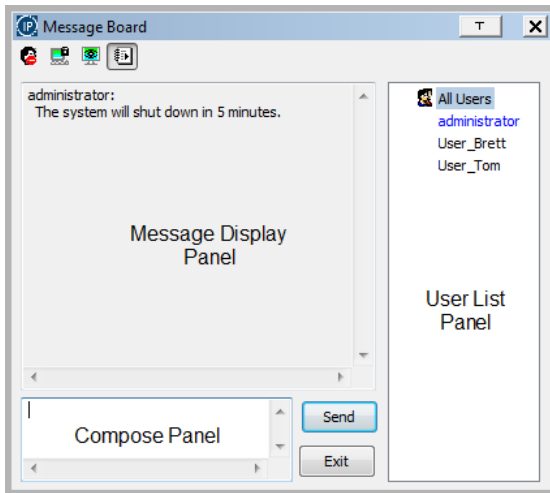 IP Message Board
T
administrator:
The system will shut down in 5 minutes.
Message Display
Panel
All Users
administrator
User_Brett
User_Tom
User List
Panel
Compose Panel
Send
Exit